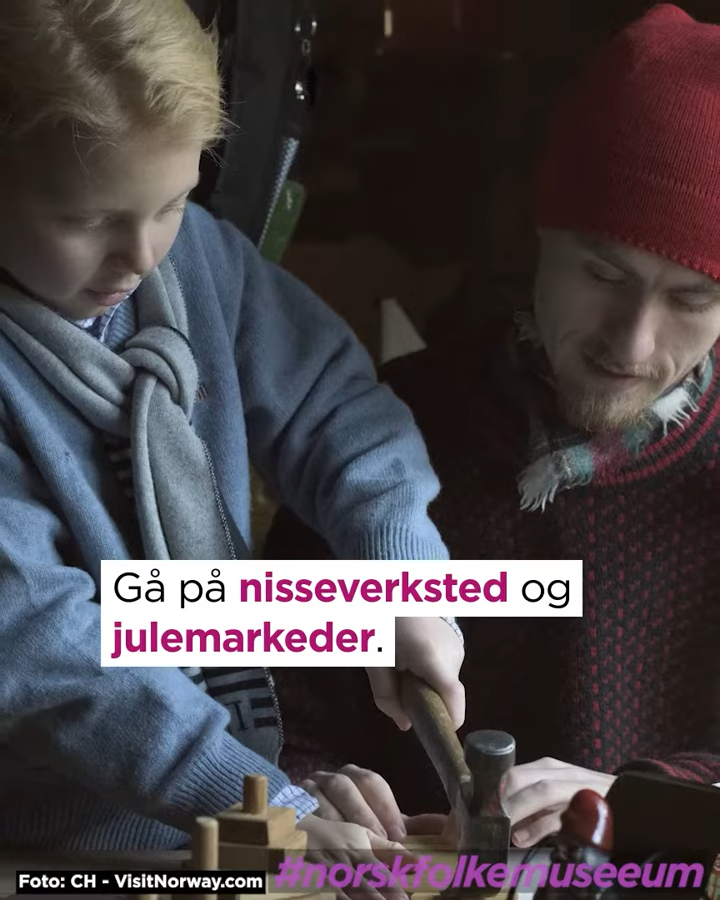 Gå på nisseverksted og
julemarkeder.
Foto: CH - VisitNorway.com
#norskfolkemuseeum